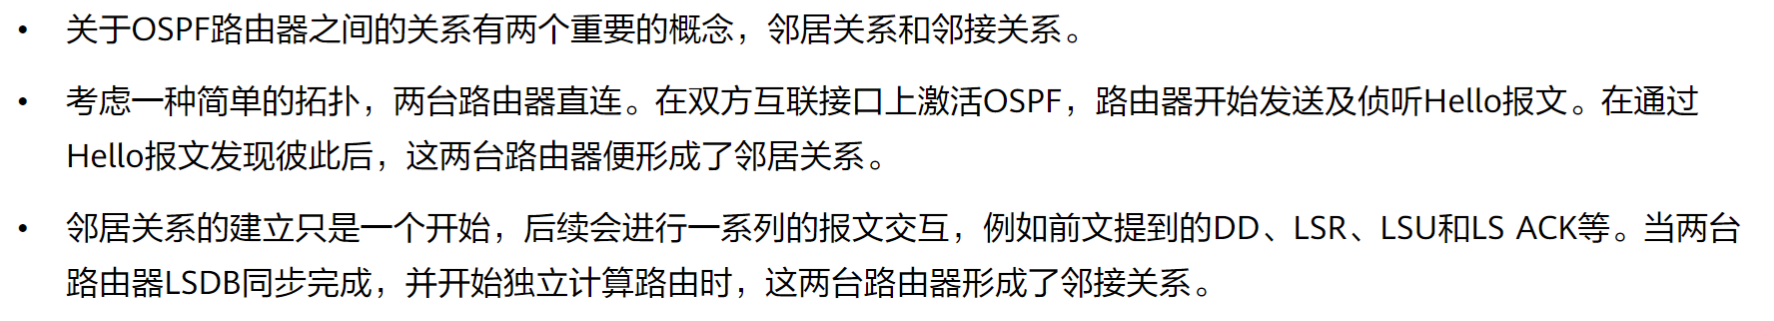 • 关于OSPF路由器之间的关系有两个重要的概念，邻居关系和邻接关系。
• 考虑一种简单的拓扑，两台路由器直连。在双方互联接口上激活OSPF，路由器开始发送及侦听Hello报文。在通过
Hello报文发现彼此后，这两台路由器便形成了邻居关系。
• 邻居关系的建立只是一个开始，后续会进行一系列的报文交互，例如前文提到的DD、LSR、LSU和LS ACK等。当两台
路由器LSDB同步完成，并开始独立计算路由时，这两台路由器形成了邻接关系。